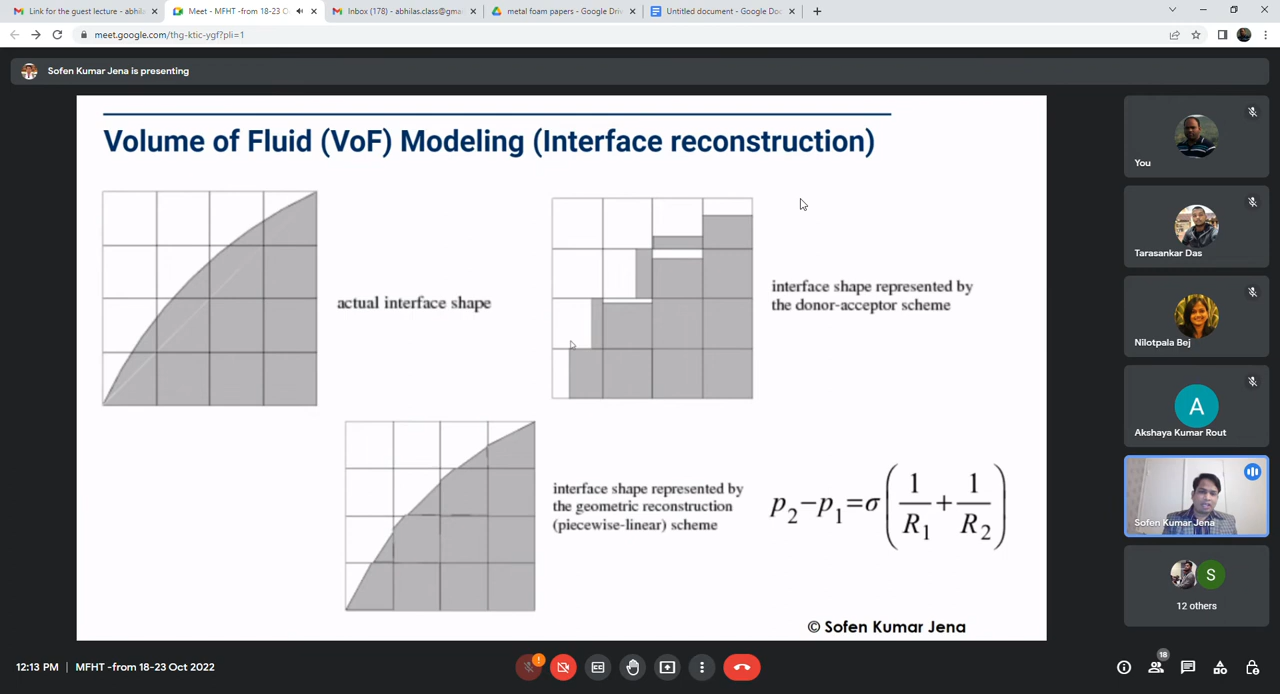 Link for the guest lecture - abhila
Meet - MFHT -from 18-23 O
Inbox (178) - abhilas.class@gma
metal foam papers - Google Dri
Untitled document - Google Doc
meet.google.com/thg-ktic-ygf?pli=1
Sofen Kumar Jena is presenting
Volume of Fluid (VoF) Modeling (Interface reconstruction)
actual interface shape
interface shape represented by
the donor-acceptor scheme
interface shape represented by
the geometric reconstruction
(piecewise-linear) scheme
p₂−p₁=σ(1/R₁+1/R₂)
© Sofen Kumar Jena
You
Tarasankar Das
Nilotpala Bej
A
Akshaya Kumar Rout
Sofen Kumar Jena
S
12 others
12:13 PM | MFHT -from 18-23 Oct 2022
18